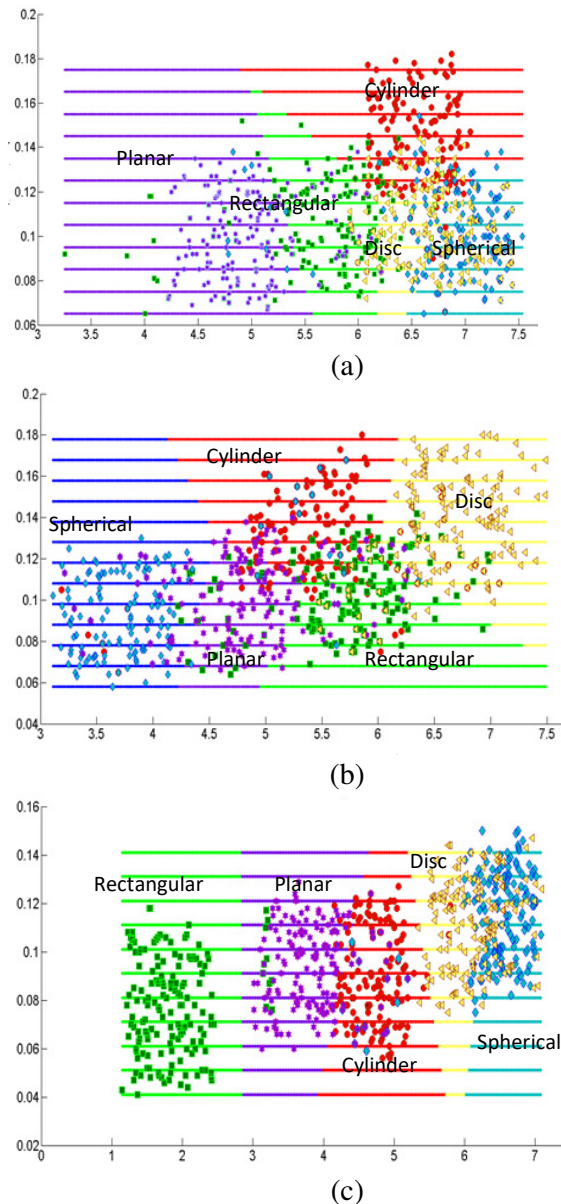 0.2
0.18
Cylinder
0.16
0.14
Planar
0.12
Rectangular
0.1
Disc Spherical
0.08
0.06
3 3.5 4 4.5 5 5.5 6 6.5 7 7.5
(a)
0.2
0.18
Cylinder
0.16
Disc
0.14
Spherical
0.12
0.1
0.08
Planar Rectangular
0.06
0.04
3 3.5 4 4.5 5 5.5 6 6.5 7 7.5
(b)
0.16
0.14
Disc
Rectangular Planar
0.12
0.1
0.08
0.06
Spherical
Cylinder
0.04
0.02
0 1 2 3 4 5 6 7
(c)